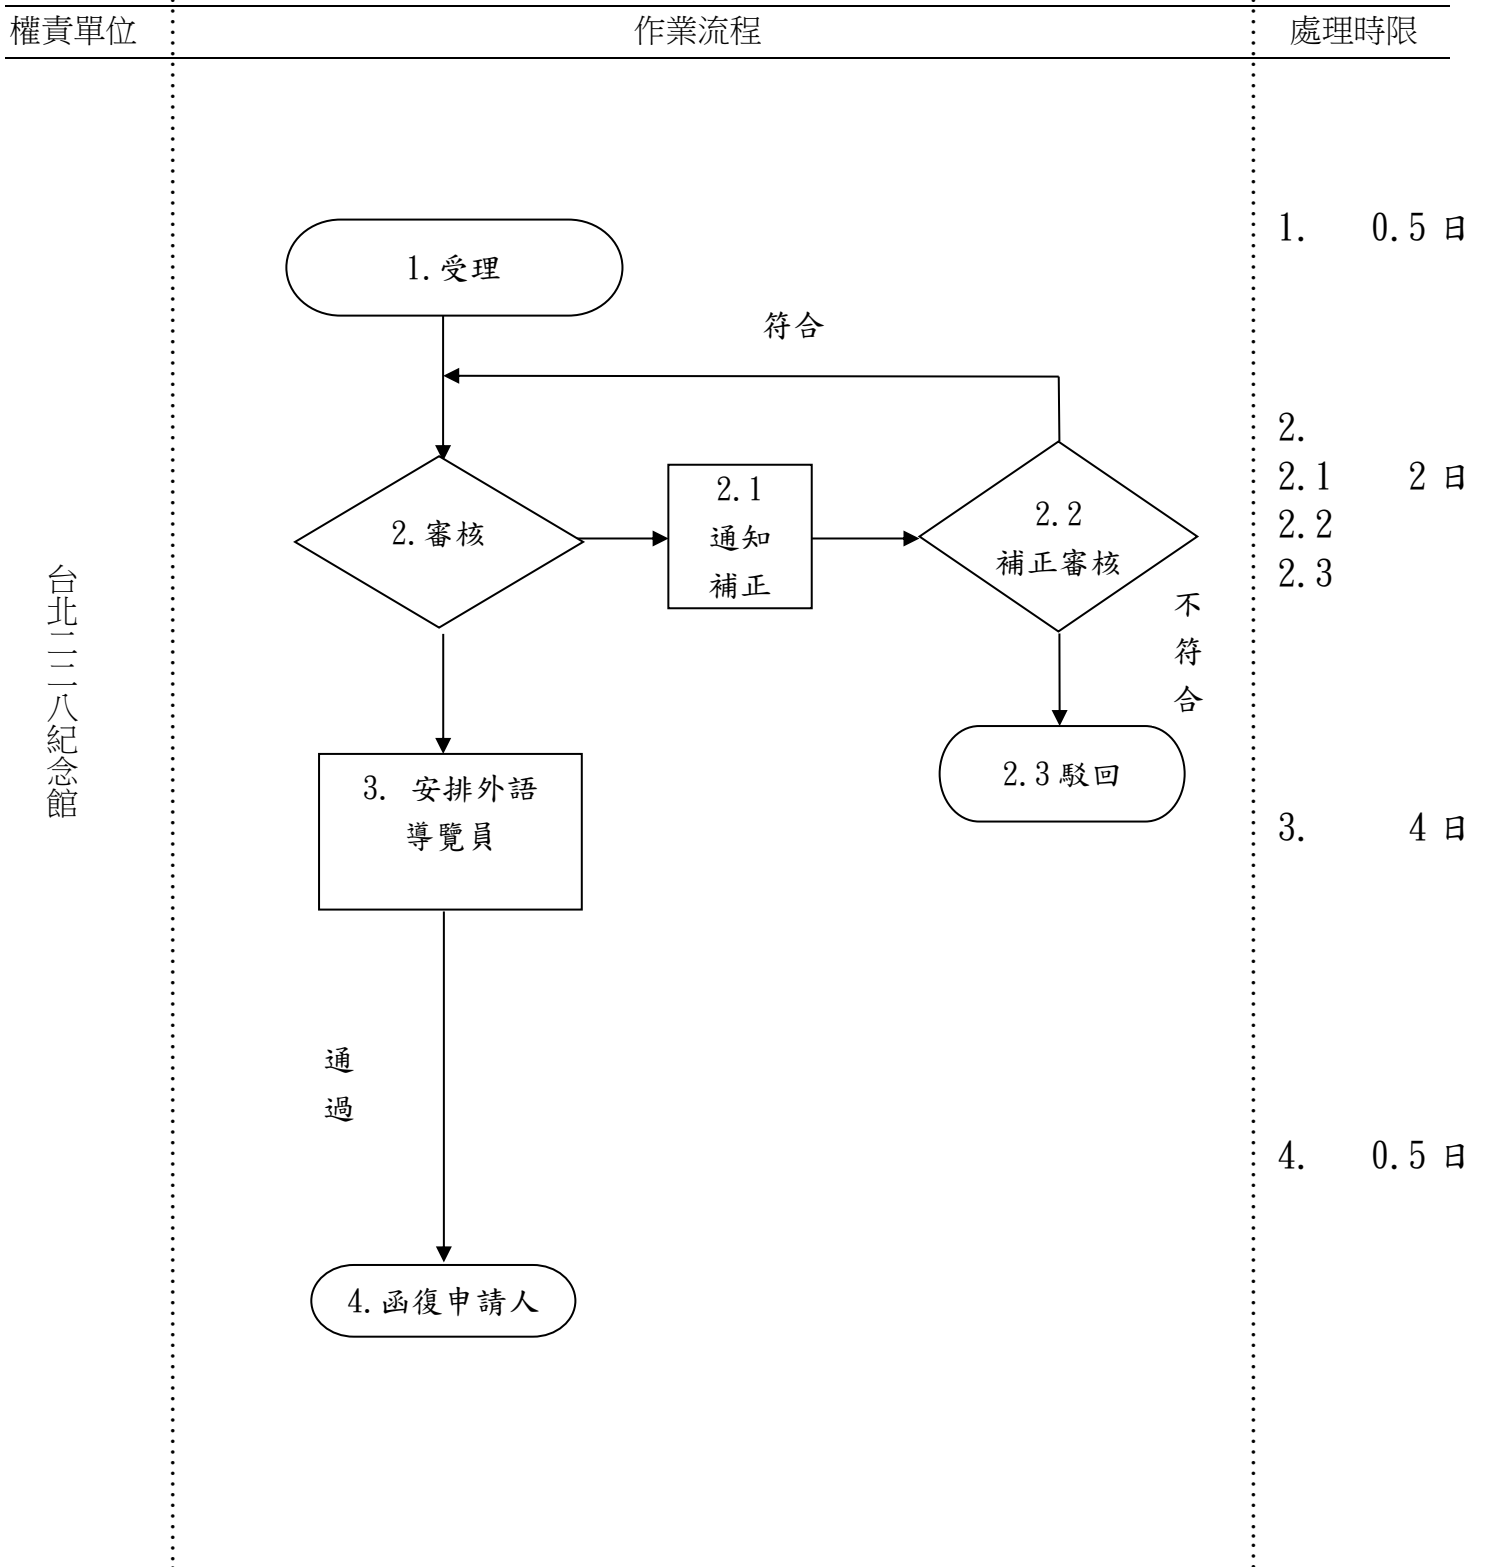 權責單位
作業流程
處理時限
台北二二八紀念館
1.受理
符合
2.審核
2.1
通知
補正
2.2
補正審核
不
符
合
2.3駁回
3. 安排外語
導覽員
通
過
4.函復申請人
1. 0.5日
2.
2.1 2日
2.2
2.3
3. 4日
4. 0.5日